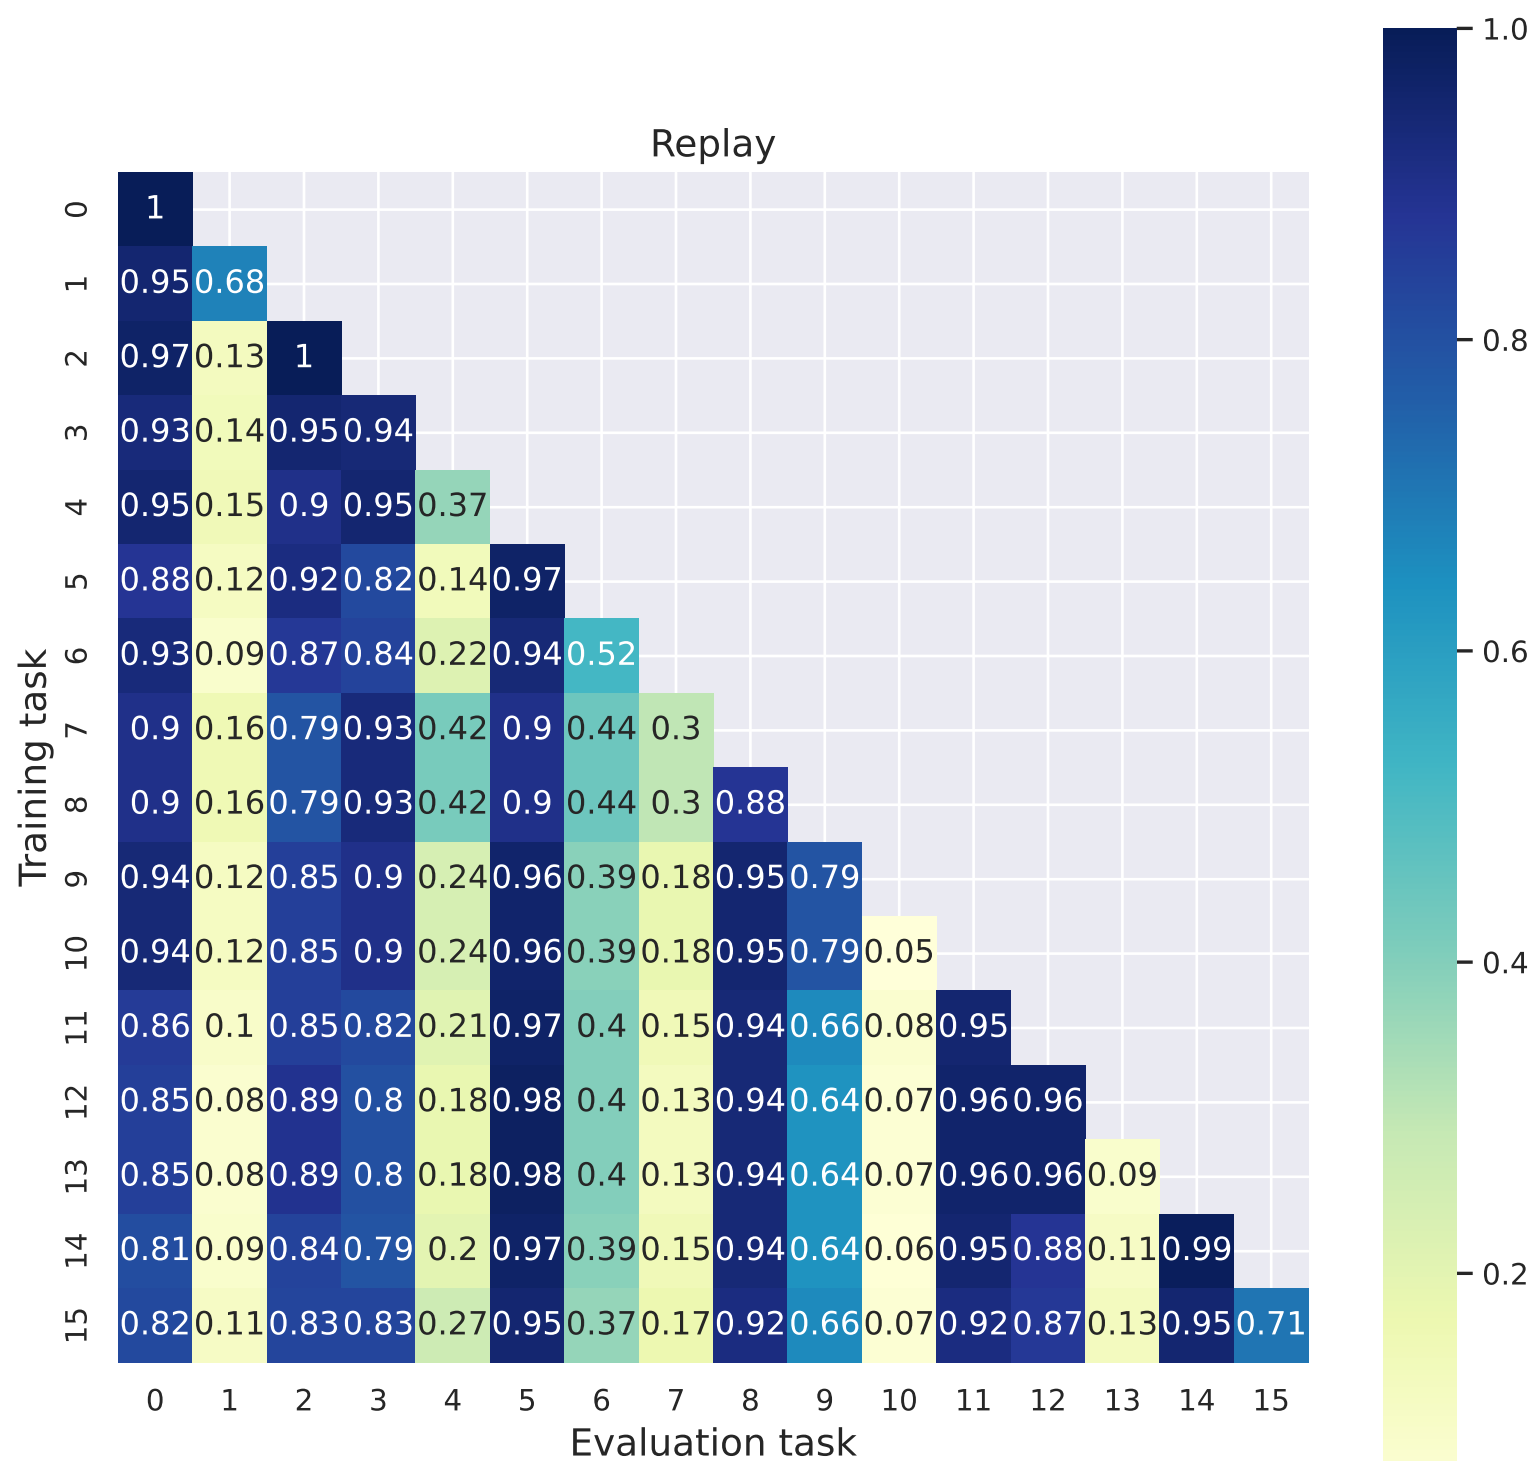 Replay
0 1
1 0.95 0.68
2 0.97 0.13 1
3 0.93 0.14 0.95 0.94
4 0.95 0.15 0.9 0.95 0.37
5 0.88 0.12 0.92 0.82 0.14 0.97
6 0.93 0.09 0.87 0.84 0.22 0.94 0.52
7 0.9 0.16 0.79 0.93 0.42 0.9 0.44 0.3
8 0.9 0.16 0.79 0.93 0.42 0.9 0.44 0.3 0.88
9 0.94 0.12 0.85 0.9 0.24 0.96 0.39 0.18 0.95 0.79
10 0.94 0.12 0.85 0.9 0.24 0.96 0.39 0.18 0.95 0.79 0.05
11 0.86 0.1 0.85 0.82 0.21 0.97 0.4 0.15 0.94 0.66 0.08 0.95
12 0.85 0.08 0.89 0.8 0.18 0.98 0.4 0.13 0.94 0.64 0.07 0.96 0.96
13 0.85 0.08 0.89 0.8 0.18 0.98 0.4 0.13 0.94 0.64 0.07 0.96 0.96 0.09
14 0.81 0.09 0.84 0.79 0.2 0.97 0.39 0.15 0.94 0.64 0.06 0.95 0.88 0.11 0.99
15 0.82 0.11 0.83 0.83 0.27 0.95 0.37 0.17 0.92 0.66 0.07 0.92 0.87 0.13 0.95 0.71
0 1 2 3 4 5 6 7 8 9 10 11 12 13 14 15
Evaluation task
Training task
1.0
0.8
0.6
0.4
0.2